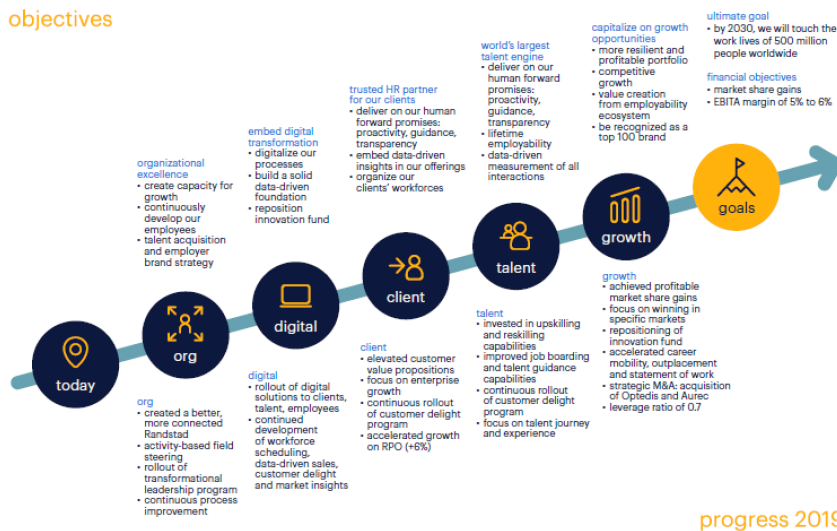 objectives
organizational
excellence
• create capacity for
growth
• continuously
develop our
employees
• talent acquisition
and employer
brand strategy
embed digital
transformation
• digitalize our
processes
• build a solid
data-driven
foundation
• reposition
innovation fund
trusted HR partner
for our clients
• deliver on our human
forward promises:
proactivity, guidance,
transparency
• embed data-driven
insights in our offerings
• organize our
clients' workforces
world's largest
talent engine
• deliver on our
human forward
promises:
proactivity,
guidance,
transparency
• lifetime
employability
• data-driven
measurement of all
interactions
capitalize on growth
opportunities
• more resilient and
profitable portfolio
• competitive
growth
• value creation
from employability
ecosystem
• be recognized as a
top 100 brand
ultimate goal
• by 2030, we will touch the
work lives of 500 million
people worldwide
financial objectives
• market share gains
• EBITA margin of 5% to 6%
today
org
digital
client
talent
growth
goals
org
• created a better,
more connected
Randstad
• activity-based field
steering
• rollout of
transformational
leadership program
• continuous process
improvement
digital
• rollout of digital
solutions to clients,
talent, employees
• continued
development
of workforce
scheduling,
data-driven sales,
customer delight
and market insights
client
• elevated customer
value propositions
• focus on enterprise
growth
• continuous rollout
of customer delight
program
• accelerated growth
on RPO (+6%)
talent
• invested in upskilling
and reskilling
capabilities
• improved job boarding
and talent guidance
capabilities
• continuous rollout
of customer delight
program
• focus on talent journey
and experience
growth
• achieved profitable
market share gains
• focus on winning in
specific markets
• repositioning of
innovation fund
• accelerated career
mobility, outplacement
and statement of work
• strategic M&A: acquisition
of Optedis and Aurec
• leverage ratio of 0.7
progress 2019